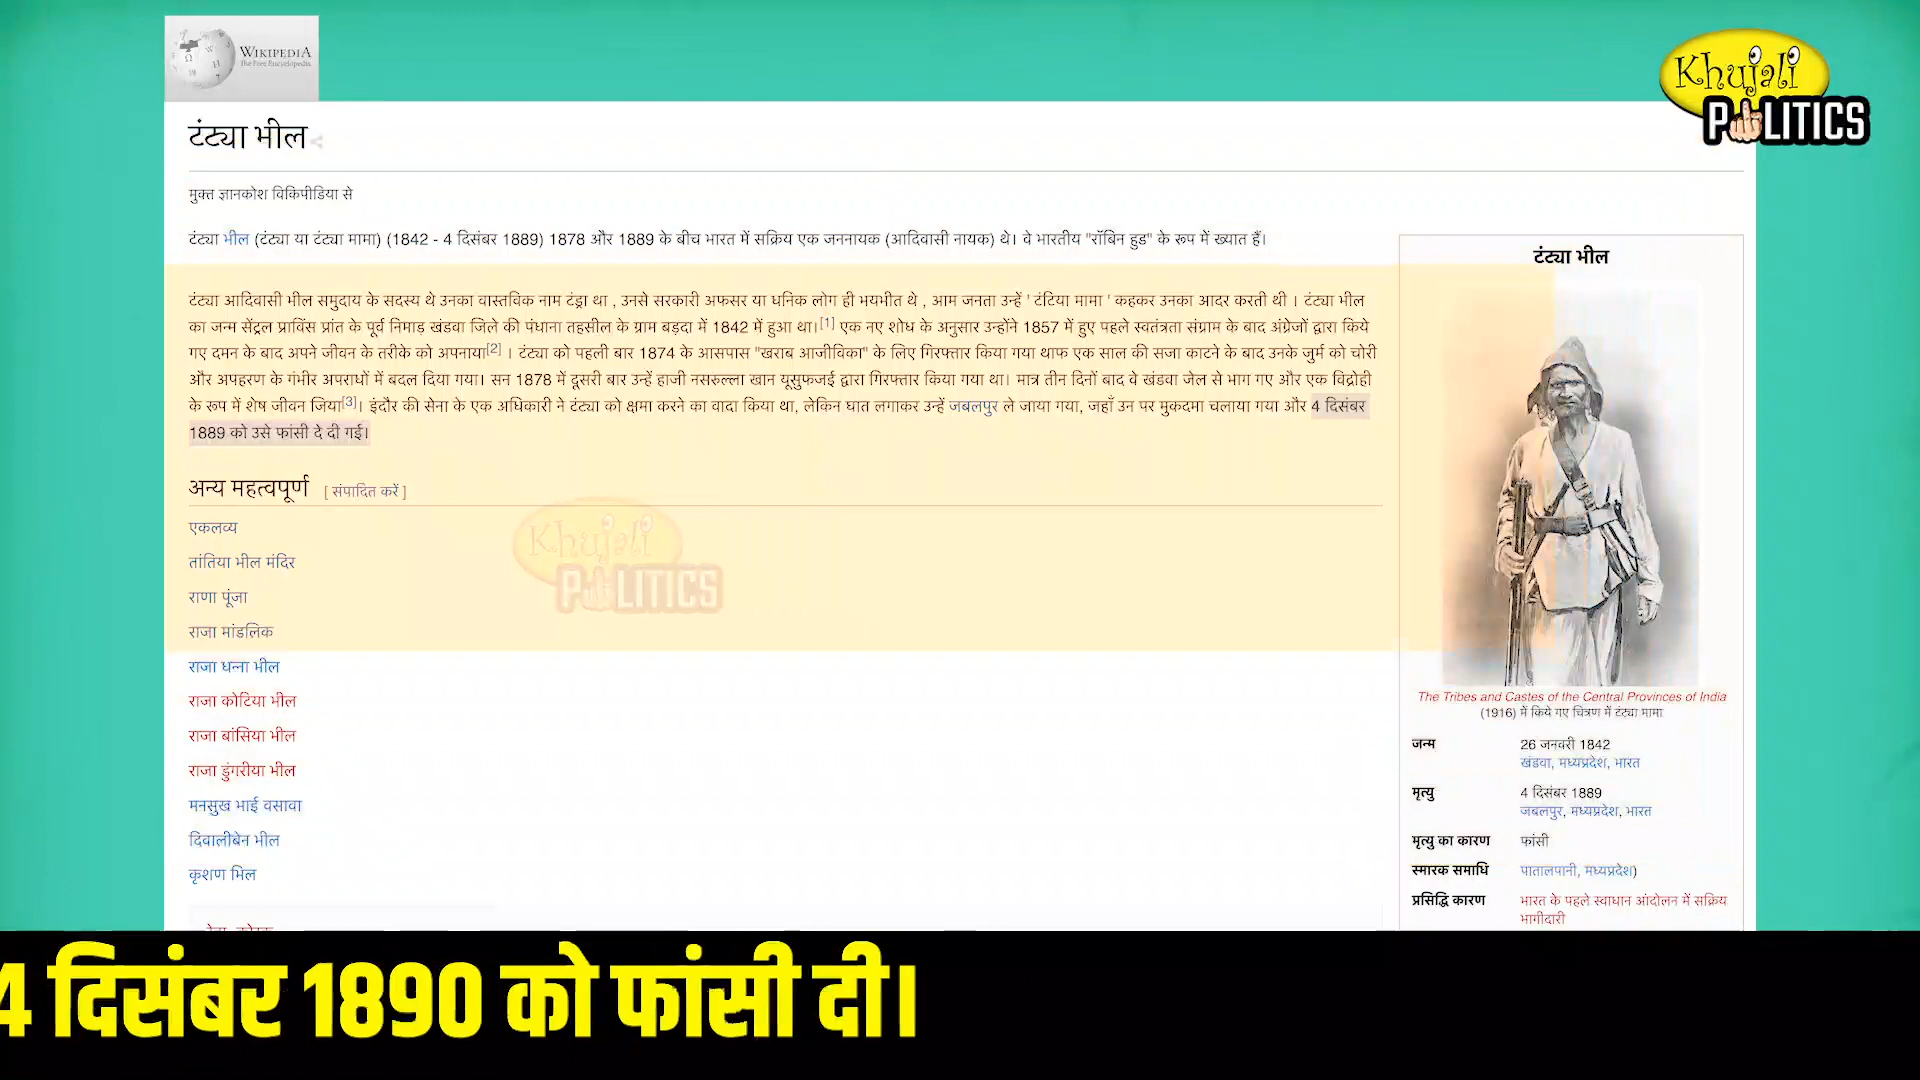 WIKIPEDIA
The Free Encyclopedia
Khujali
POLITICS
टंट्या भील
मुक्त ज्ञानकोश विकिपीडिया से
टंट्या भील (टंट्या या टंट्या मामा) (1842 - 4 दिसंबर 1889) 1878 और 1889 के बीच भारत में सक्रिय एक जननायक (आदिवासी नायक) थे। वे भारतीय "रॉबिन हुड" के रूप में ख्यात हैं।
टंट्या आदिवासी भील समुदाय के सदस्य थे उनका वास्तविक नाम टंड्रा था , उनसे सरकारी अफसर या धनिक लोग ही भयभीत थे , आम जनता उन्हें ' टंटिया मामा ' कहकर उनका आदर करती थी । टंट्या भील
का जन्म सेंट्रल प्राविंस प्रांत के पूर्व निमाड़ खंडवा जिले की पंधाना तहसील के ग्राम बड़दा में 1842 में हुआ था।[1] एक नए शोध के अनुसार उन्होंने 1857 में हुए पहले स्वतंत्रता संग्राम के बाद अंग्रेजों द्वारा किये
गए दमन के बाद अपने जीवन के तरीके को अपनाया[2] । टंट्या को पहली बार 1874 के आसपास "खराब आजीविका" के लिए गिरफ्तार किया गया थाफ एक साल की सजा काटने के बाद उनके जुर्म को चोरी
और अपहरण के गंभीर अपराधों में बदल दिया गया। सन 1878 में दूसरी बार उन्हें हाजी नसरुल्ला खान यूसुफजई द्वारा गिरफ्तार किया गया था। मात्र तीन दिनों बाद वे खंडवा जेल से भाग गए और एक विद्रोही
के रूप में शेष जीवन जिया[3]। इंदौर की सेना के एक अधिकारी ने टंट्या को क्षमा करने का वादा किया था, लेकिन घात लगाकर उन्हें जबलपुर ले जाया गया, जहाँ उन पर मुकदमा चलाया गया और 4 दिसंबर
1889 को उसे फांसी दे दी गई।
अन्य महत्वपूर्ण [ संपादित करें ]
एकलव्य
तांतिया भील मंदिर
राणा पूंजा
राजा मांडलिक
राजा धन्ना भील
राजा कोटिया भील
राजा बांसिया भील
राजा डुंगरीया भील
मनसुख भाई वसावा
दिवालीबेन भील
कृशण भिल
Khujali
POLITICS
टंट्या भील
The Tribes and Castes of the Central Provinces of India
(1916) में किये गए चित्रण में टंट्या मामा
जन्म 26 जनवरी 1842
खंडवा, मध्यप्रदेश, भारत
मृत्यु 4 दिसंबर 1889
जबलपुर, मध्यप्रदेश, भारत
मृत्यु का कारण फांसी
स्मारक समाधि पातालपानी, मध्यप्रदेश)
प्रसिद्धि कारण भारत के पहले स्वाधान आंदोलन में सक्रिय
भागीदारी
4 दिसंबर 1890 को फांसी दी।